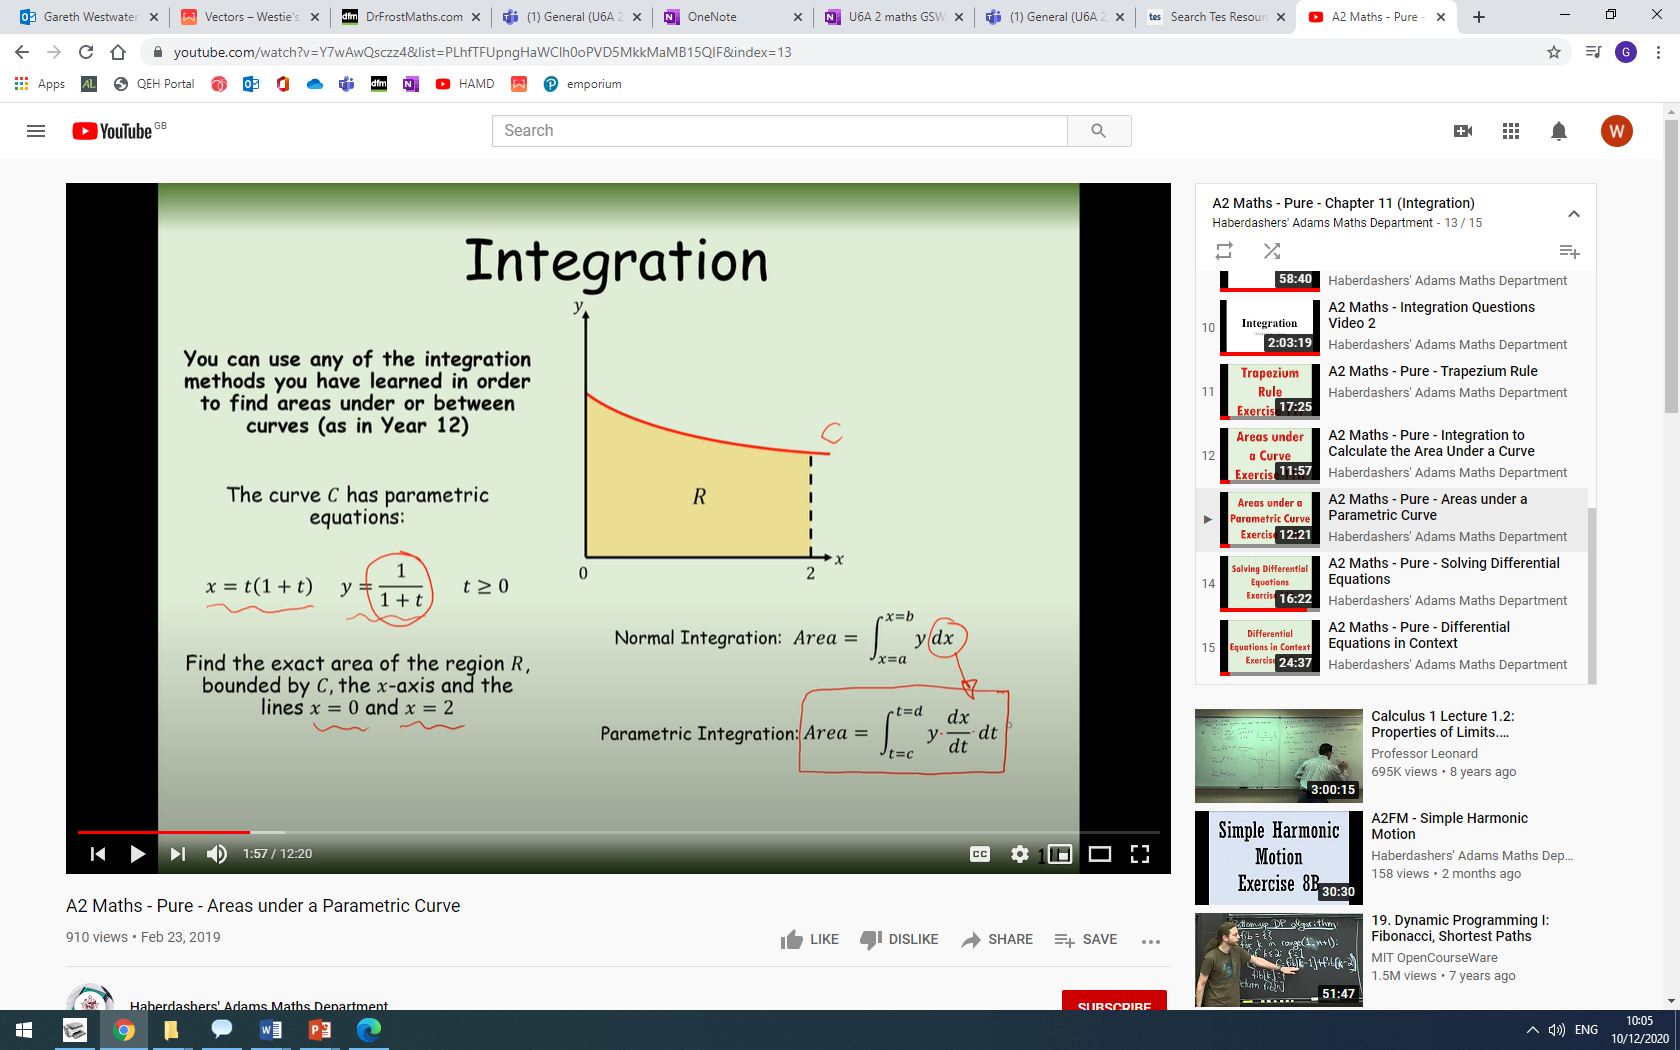 Gareth Westwater
Vectors – Westie's
DrFrostMaths.com
(1) General (U6A 2
OneNote
U6A 2 maths GSW
(1) General (U6A 2
Search Tes Resour
A2 Maths - Pure -
youtube.com/watch?v=Y7wAwQsczz4&list=PLhfTFUpngHaWClh0oPVD5MkkMaMB15QlF&index=13
G
Apps
QEH Portal
dfm
HAMD
emporium
YouTube GB
Search
W
Integration
You can use any of the integration
methods you have learned in order
to find areas under or between
curves (as in Year 12)
The curve C has parametric
equations:
x = t(1 + t) y = 1/(1 + t) t ≥ 0
Find the exact area of the region R,
bounded by C, the x-axis and the
lines x = 0 and x = 2
y
C
R
0
2
x
Normal Integration: Area = ∫_{x=a}^{x=b} y dx
Parametric Integration: Area = ∫_{t=c}^{t=d} y · dx/dt · dt
1:57 / 12:20
CC
A2 Maths - Pure - Areas under a Parametric Curve
910 views • Feb 23, 2019
LIKE
DISLIKE
SHARE
SAVE
Haberdashers' Adams Maths Department
SUBSCRIBE
A2 Maths - Pure - Chapter 11 (Integration)
Haberdashers' Adams Maths Department - 13 / 15
58:40
Haberdashers' Adams Maths Department
10
Integration
2:03:19
A2 Maths - Integration Questions
Video 2
Haberdashers' Adams Maths Department
11
Trapezium
Rule
17:25
A2 Maths - Pure - Trapezium Rule
Haberdashers' Adams Maths Department
12
Areas under
a Curve
11:57
A2 Maths - Pure - Integration to
Calculate the Area Under a Curve
Haberdashers' Adams Maths Department
Areas under a
Parametric Curve
12:21
A2 Maths - Pure - Areas under a
Parametric Curve
Haberdashers' Adams Maths Department
14
Solving Differential
Equations
16:22
A2 Maths - Pure - Solving Differential
Equations
Haberdashers' Adams Maths Department
15
Differential
Equations in Context
24:37
A2 Maths - Pure - Differential
Equations in Context
Haberdashers' Adams Maths Department
3:00:15
Calculus 1 Lecture 1.2:
Properties of Limits....
Professor Leonard
695K views • 8 years ago
Simple Harmonic
Motion
Exercise 8B
30:30
A2FM - Simple Harmonic
Motion
Haberdashers' Adams Maths Dep...
158 views • 2 months ago
51:47
19. Dynamic Programming I:
Fibonacci, Shortest Paths
MIT OpenCourseWare
1.5M views • 7 years ago
ENG
10:05
10/12/2020